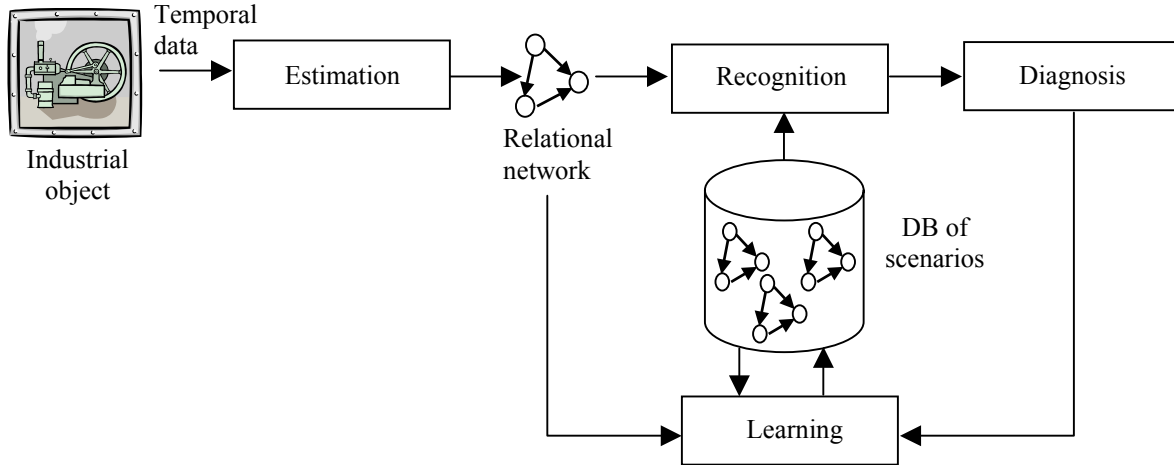 Temporal
data
Estimation
Recognition
Diagnosis
Industrial
object
Relational
network
DB of
scenarios
Learning